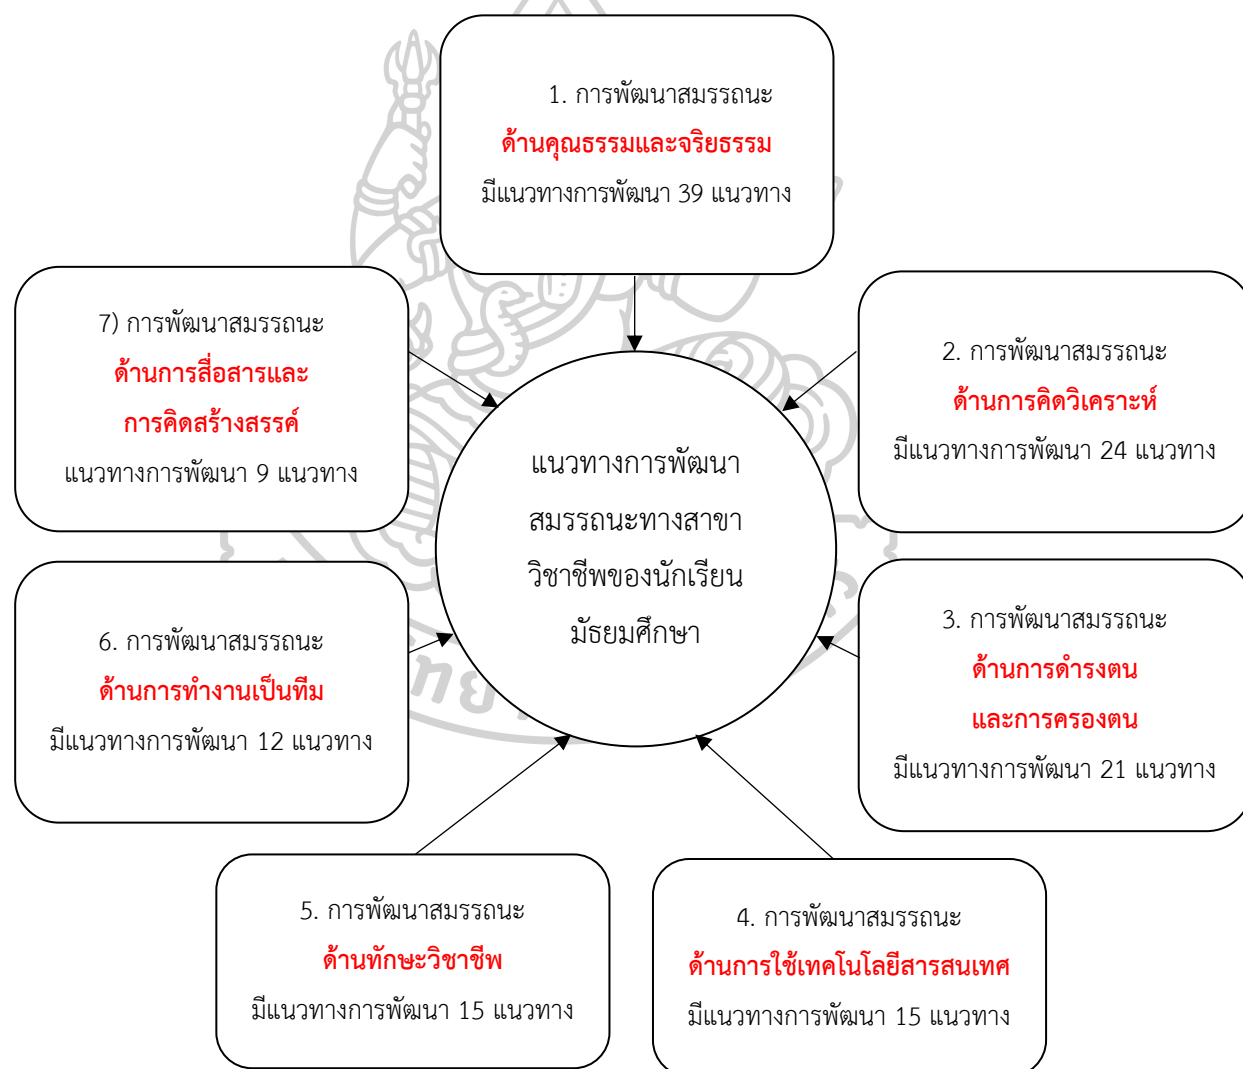 1. การพัฒนาสมรรถนะ
ด้านคุณธรรมและจริยธรรม
มีแนวทางการพัฒนา 39 แนวทาง
7) การพัฒนาสมรรถนะ
ด้านการสื่อสารและ
การคิดสร้างสรรค์
แนวทางการพัฒนา 9 แนวทาง
2. การพัฒนาสมรรถนะ
ด้านการคิดวิเคราะห์
มีแนวทางการพัฒนา 24 แนวทาง
แนวทางการพัฒนา
สมรรถนะทางสาขา
วิชาชีพของนักเรียน
มัธยมศึกษา
6. การพัฒนาสมรรถนะ
ด้านการทำงานเป็นทีม
มีแนวทางการพัฒนา 12 แนวทาง
3. การพัฒนาสมรรถนะ
ด้านการดำรงตน
และการครองตน
มีแนวทางการพัฒนา 21 แนวทาง
5. การพัฒนาสมรรถนะ
ด้านทักษะวิชาชีพ
มีแนวทางการพัฒนา 15 แนวทาง
4. การพัฒนาสมรรถนะ
ด้านการใช้เทคโนโลยีสารสนเทศ
มีแนวทางการพัฒนา 15 แนวทาง